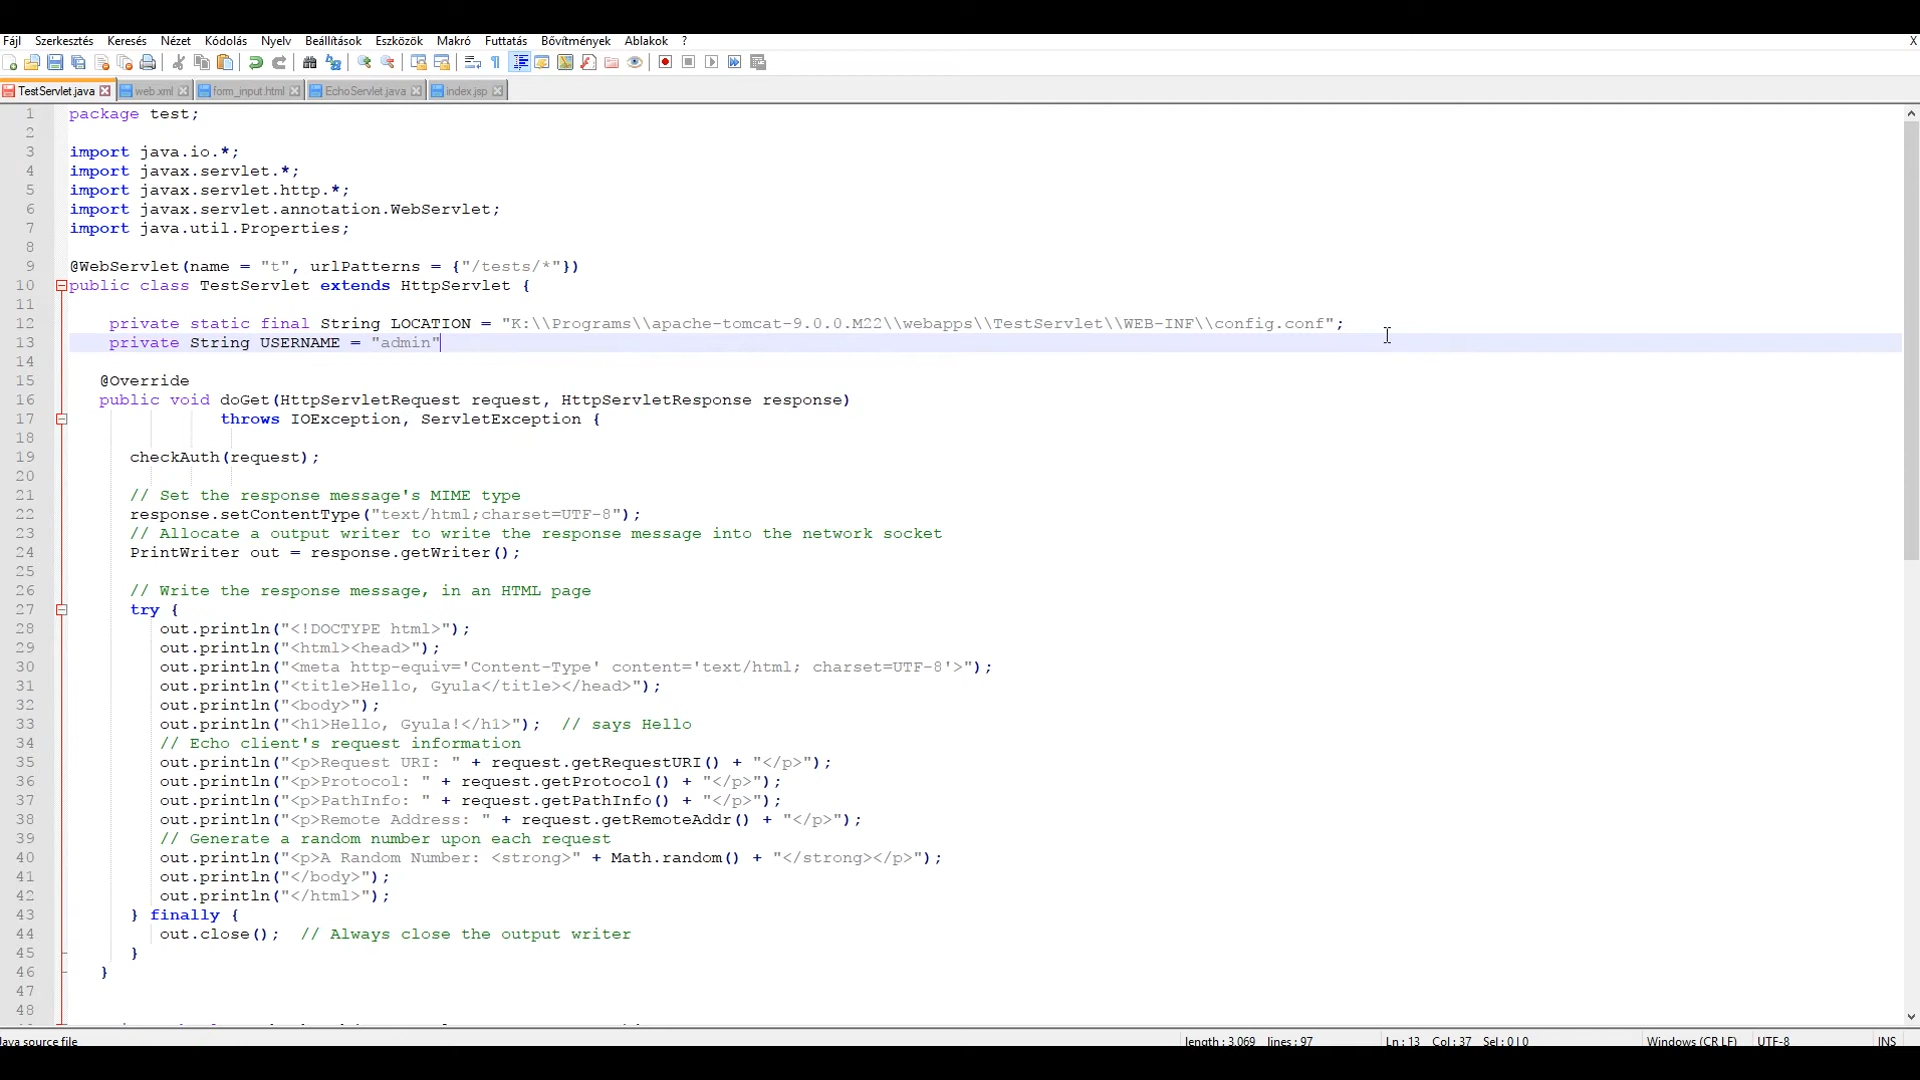 Fájl Szerkesztés Keresés Nézet Kódolás Nyelv Beállítások Eszközök Makró Futtatás Bővítmények Ablakok ? X
TestServlet.java web.xml form_input.html EchoServlet.java index.jsp
1 package test;
2
3 import java.io.*;
4 import javax.servlet.*;
5 import javax.servlet.http.*;
6 import javax.servlet.annotation.WebServlet;
7 import java.util.Properties;
8
9 @WebServlet(name = "t", urlPatterns = {"/tests/*"})
10 public class TestServlet extends HttpServlet {
11
12 private static final String LOCATION = "K:\\Programs\\apache-tomcat-9.0.0.M22\\webapps\\TestServlet\\WEB-INF\\config.conf";
13 private String USERNAME = "admin"
14
15 @Override
16 public void doGet(HttpServletRequest request, HttpServletResponse response)
17 throws IOException, ServletException {
18
19 checkAuth(request);
20
21 // Set the response message's MIME type
22 response.setContentType("text/html;charset=UTF-8");
23 // Allocate a output writer to write the response message into the network socket
24 PrintWriter out = response.getWriter();
25
26 // Write the response message, in an HTML page
27 try {
28 out.println("<!DOCTYPE html>");
29 out.println("<html><head>");
30 out.println("<meta http-equiv='Content-Type' content='text/html; charset=UTF-8'>");
31 out.println("<title>Hello, Gyula</title></head>");
32 out.println("<body>");
33 out.println("<h1>Hello, Gyula!</h1>"); // says Hello
34 // Echo client's request information
35 out.println("<p>Request URI: " + request.getRequestURI() + "</p>");
36 out.println("<p>Protocol: " + request.getProtocol() + "</p>");
37 out.println("<p>PathInfo: " + request.getPathInfo() + "</p>");
38 out.println("<p>Remote Address: " + request.getRemoteAddr() + "</p>");
39 // Generate a random number upon each request
40 out.println("<p>A Random Number: <strong>" + Math.random() + "</strong></p>");
41 out.println("</body>");
42 out.println("</html>");
43 } finally {
44 out.close(); // Always close the output writer
45 }
46 }
47
48
Java source file length : 3.069 lines : 97 Ln : 13 Col : 37 Sel : 0 | 0 Windows (CR LF) UTF-8 INS